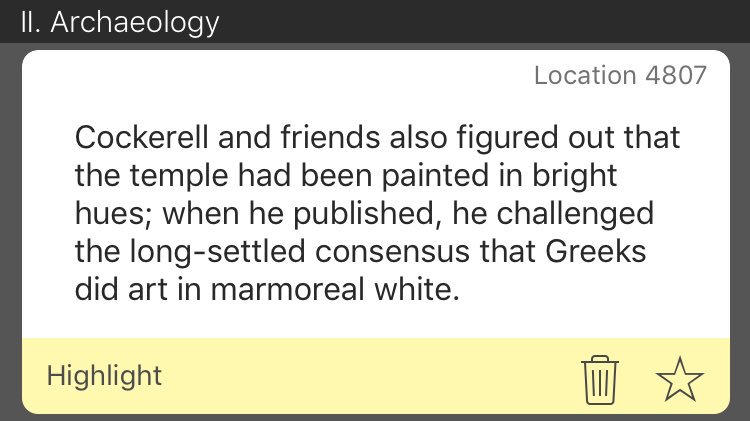 II. Archaeology
Location 4807
Cockerell and friends also figured out that
the temple had been painted in bright
hues; when he published, he challenged
the long-settled consensus that Greeks
did art in marmoreal white.
Highlight